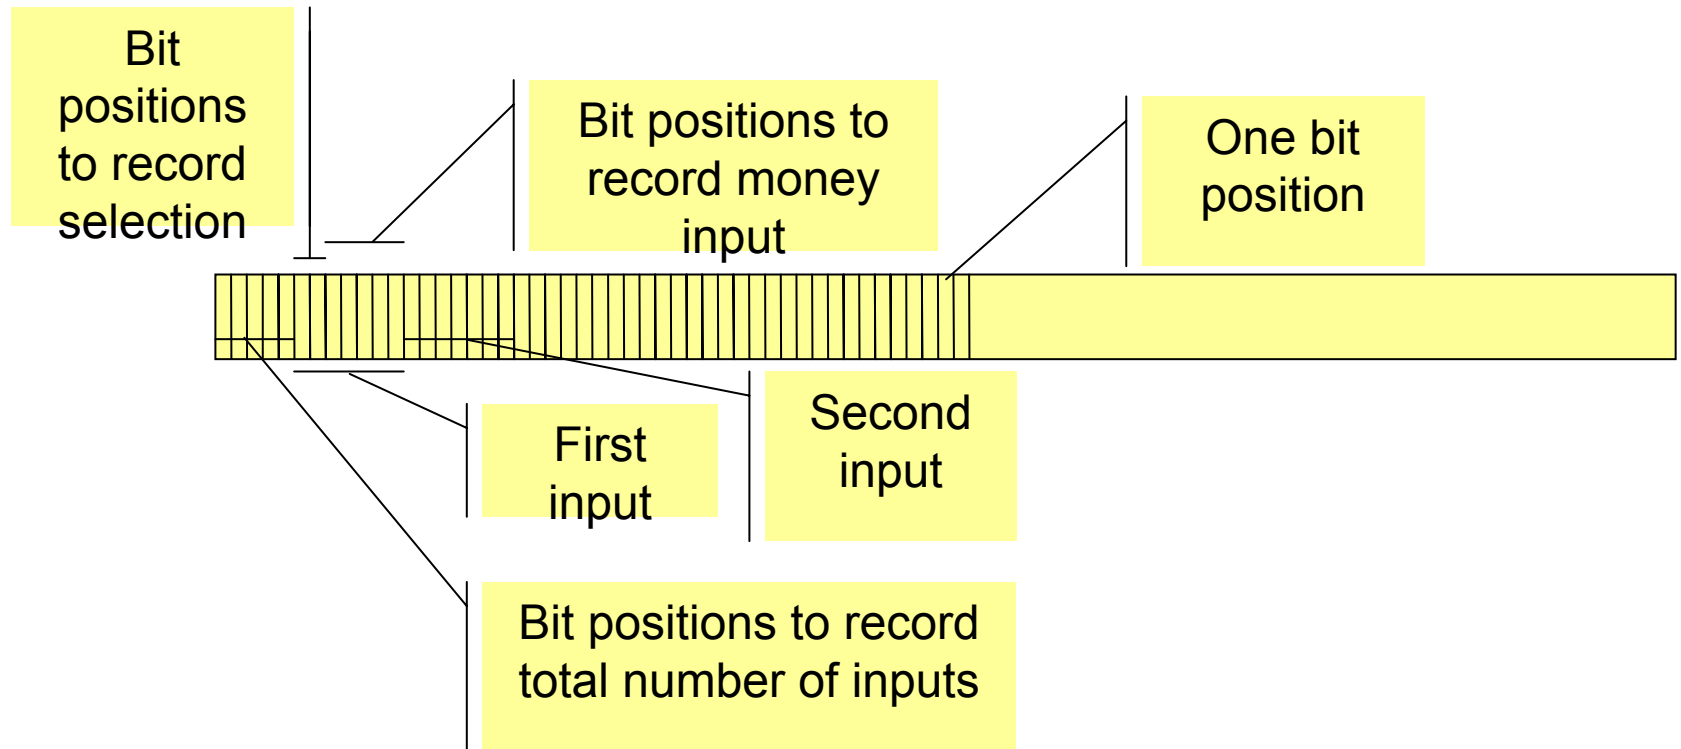 Bit
positions
to record
selection
Bit positions to
record money
input
One bit
position
First
input
Second
input
Bit positions to record
total number of inputs